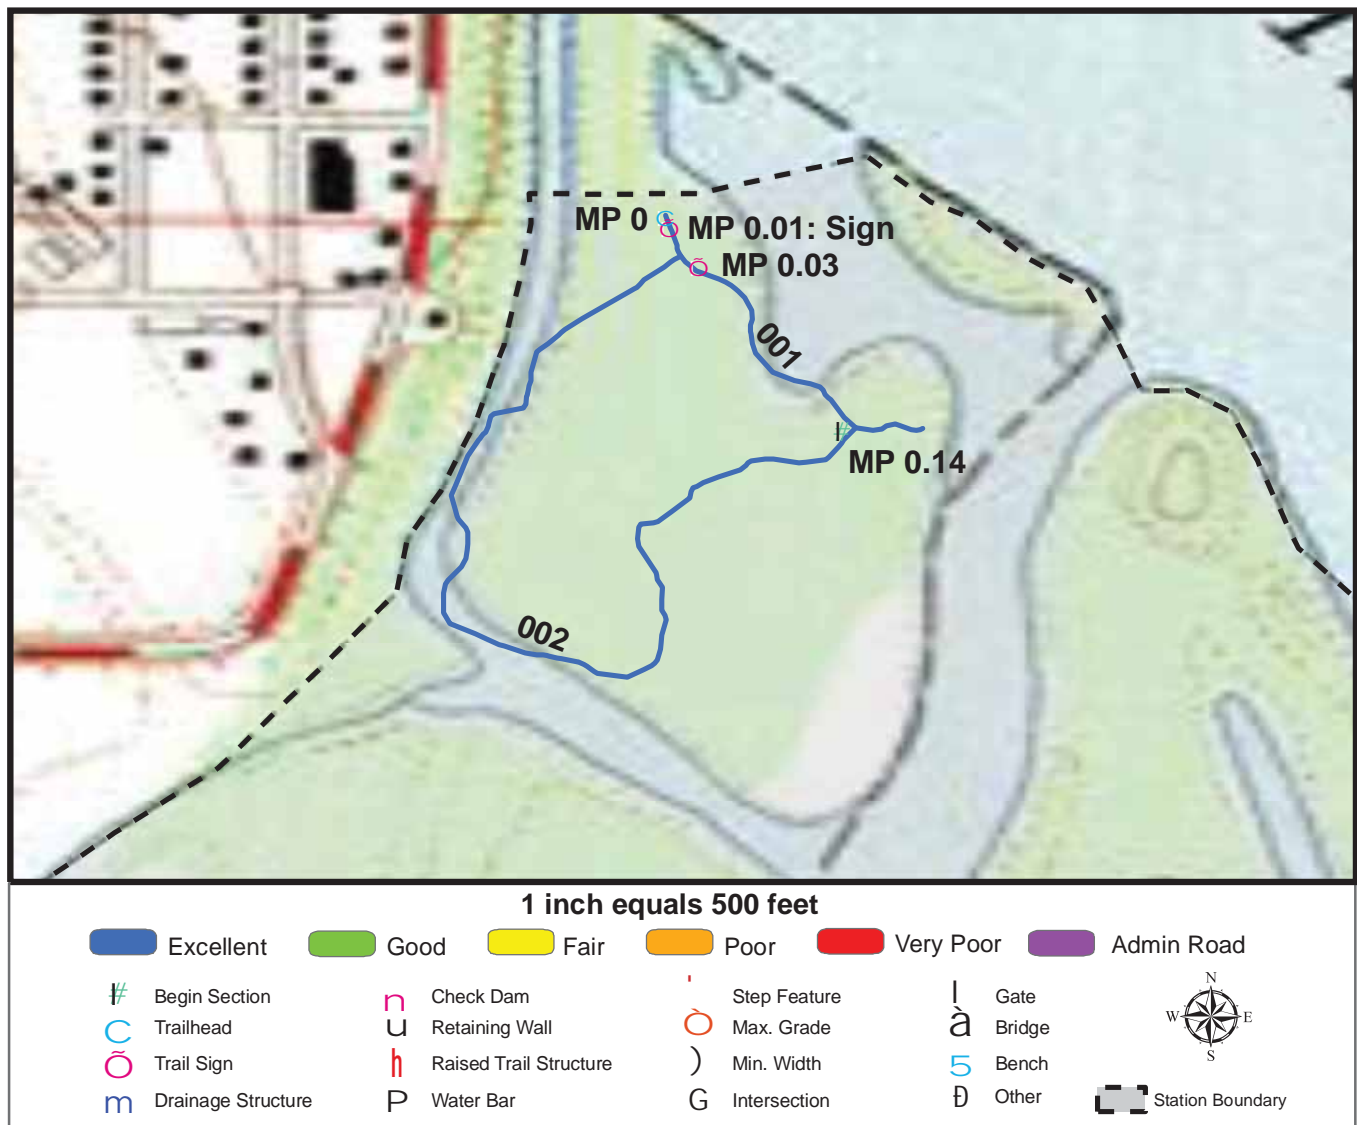 MP 0
MP 0.01: Sign
MP 0.03
001
MP 0.14
002
1 inch equals 500 feet
Excellent
Good
Fair
Poor
Very Poor
Admin Road
Begin Section
n Check Dam
Step Feature
Gate
N
C Trailhead
u Retaining Wall
Ò Max. Grade
à Bridge
W E
Õ Trail Sign
h Raised Trail Structure
) Min. Width
5 Bench
S
m Drainage Structure
P Water Bar
G Intersection
Ð Other
Station Boundary